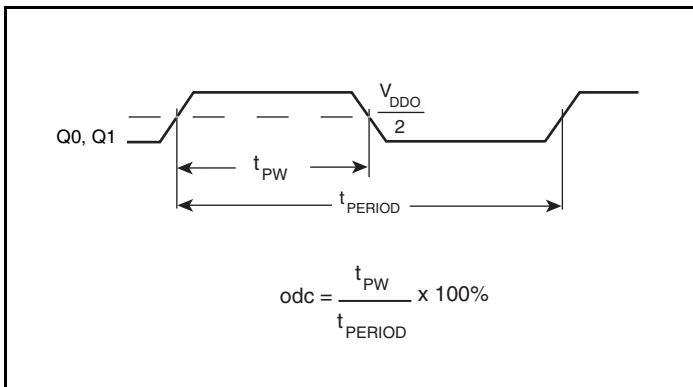 V_DDO
2
Q0, Q1
t_PW
t_PERIOD
odc = t_PW / t_PERIOD x 100%